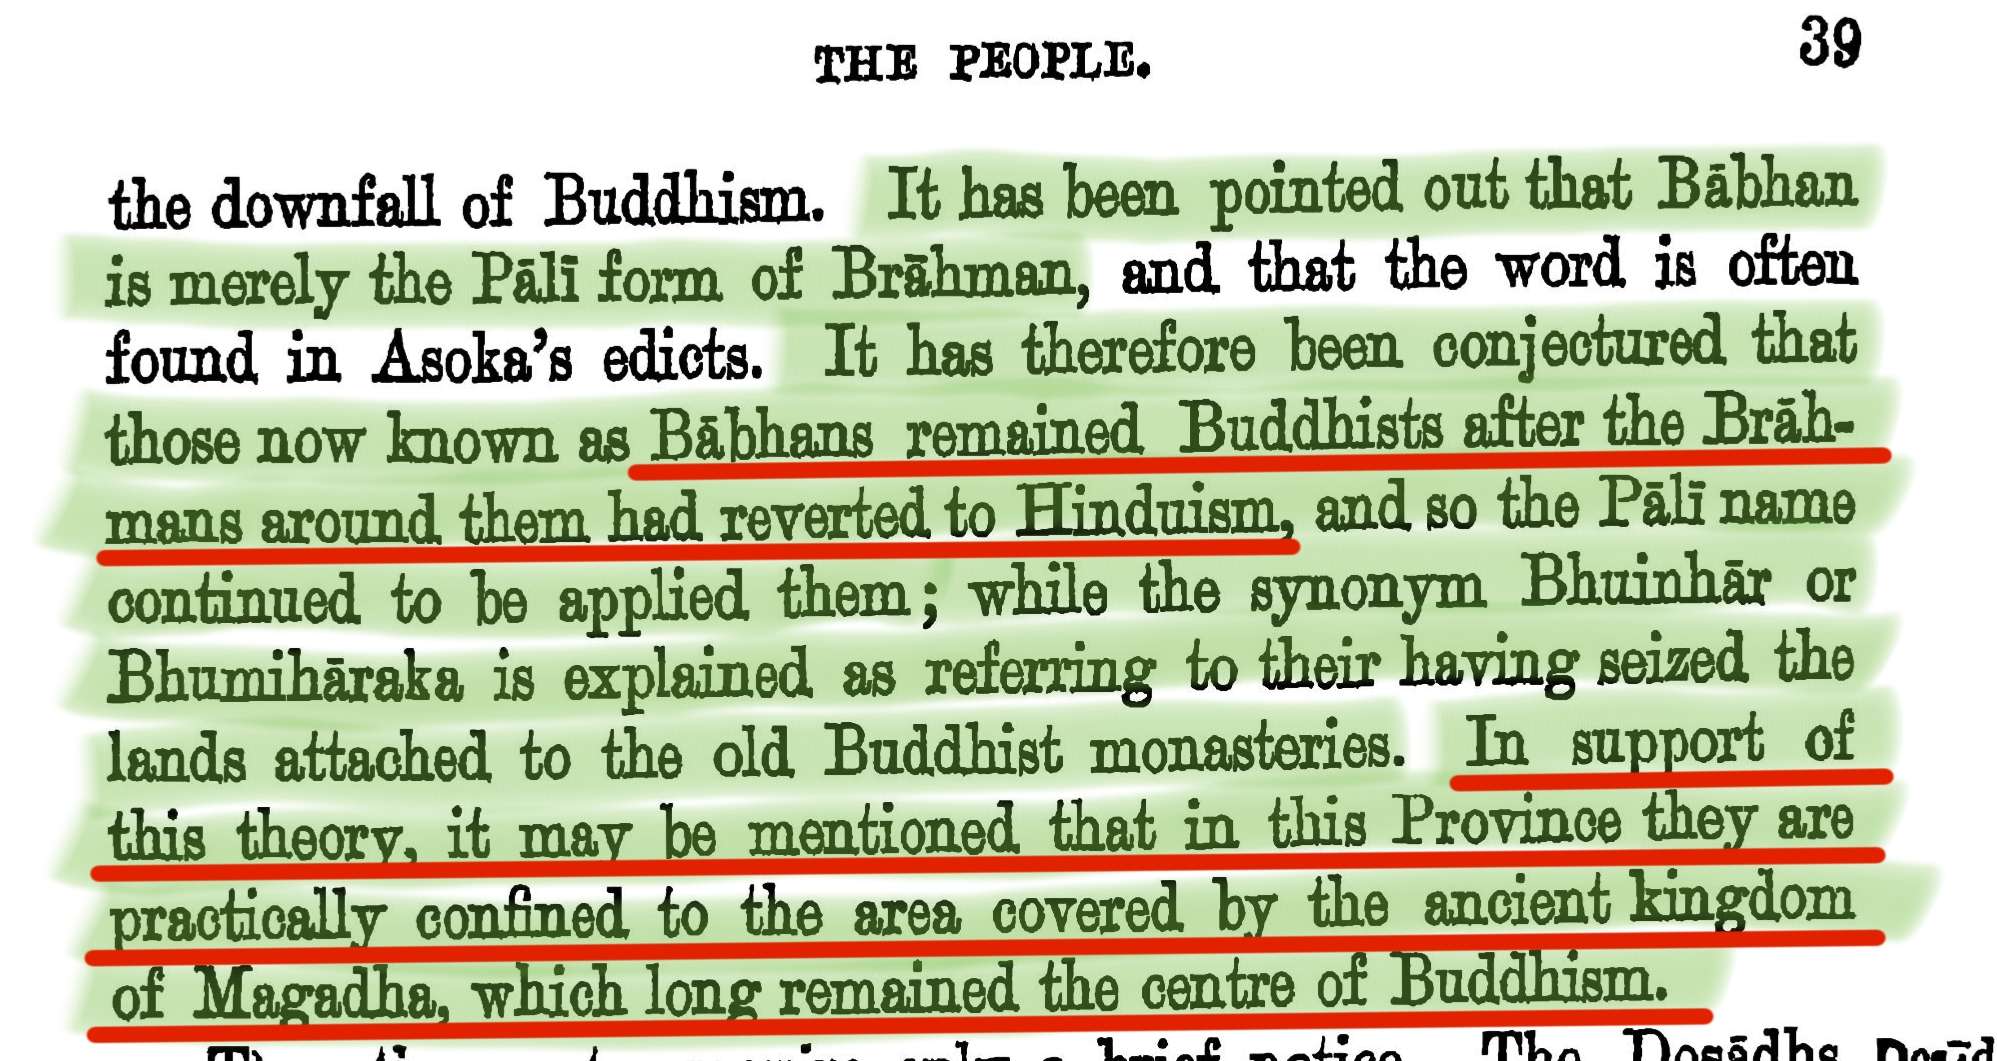 THE PEOPLE. 39
the downfall of Buddhism. It has been pointed out that Bābhan
is merely the Pālī form of Brāhman, and that the word is often
found in Asoka's edicts. It has therefore been conjectured that
those now known as Bābhans remained Buddhists after the Brāh-
mans around them had reverted to Hinduism, and so the Pālī name
continued to be applied them; while the synonym Bhuinhār or
Bhumihāraka is explained as referring to their having seized the
lands attached to the old Buddhist monasteries. In support of
this theory, it may be mentioned that in this Province they are
practically confined to the area covered by the ancient kingdom
of Magadha, which long remained the centre of Buddhism.
only a brief notice. The Dosādhs